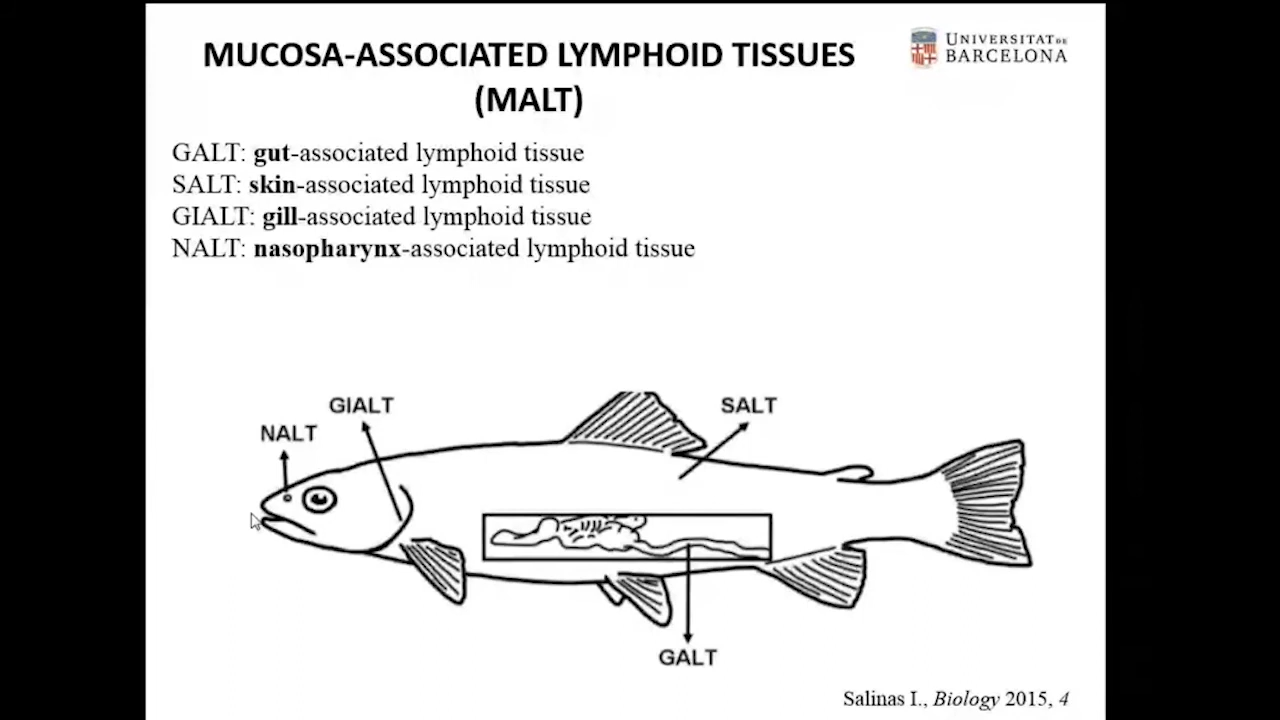 MUCOSA-ASSOCIATED LYMPHOID TISSUES
(MALT)
UNIVERSITAT DE
BARCELONA
GALT: gut-associated lymphoid tissue
SALT: skin-associated lymphoid tissue
GIALT: gill-associated lymphoid tissue
NALT: nasopharynx-associated lymphoid tissue
GIALT
SALT
NALT
GALT
Salinas I., Biology 2015, 4